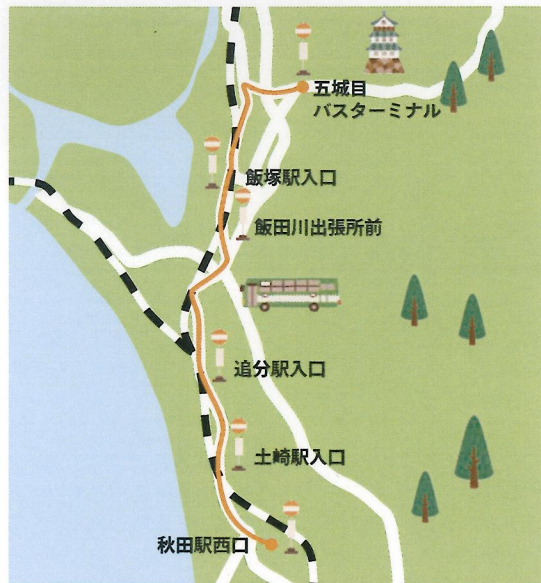 五城目
バスターミナル
飯塚駅入口
飯田川出張所前
追分駅入口
土崎駅入口
秋田駅西口